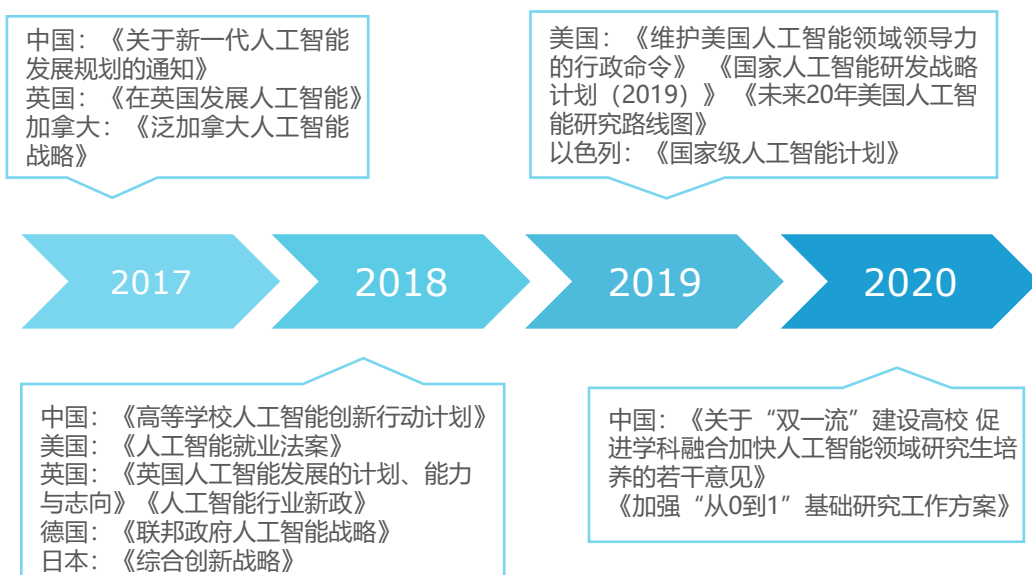 中国：《关于新一代人工智能
发展规划的通知》
英国：《在英国发展人工智能》
加拿大：《泛加拿大人工智能
战略》
美国：《维护美国人工智能领域领导力
的行政命令》 《国家人工智能研发战略
计划（2019）》 《未来20年美国人工智
能研究路线图》
以色列：《国家级人工智能计划》
2017
2018
2019
2020
中国：《高等学校人工智能创新行动计划》
美国：《人工智能就业法案》
英国：《英国人工智能发展的计划、能力
与志向》《人工智能行业新政》
德国：《联邦政府人工智能战略》
日本：《综合创新战略》
中国：《关于“双一流”建设高校 促
进学科融合加快人工智能领域研究生培
养的若干意见》
《加强“从0到1”基础研究工作方案》